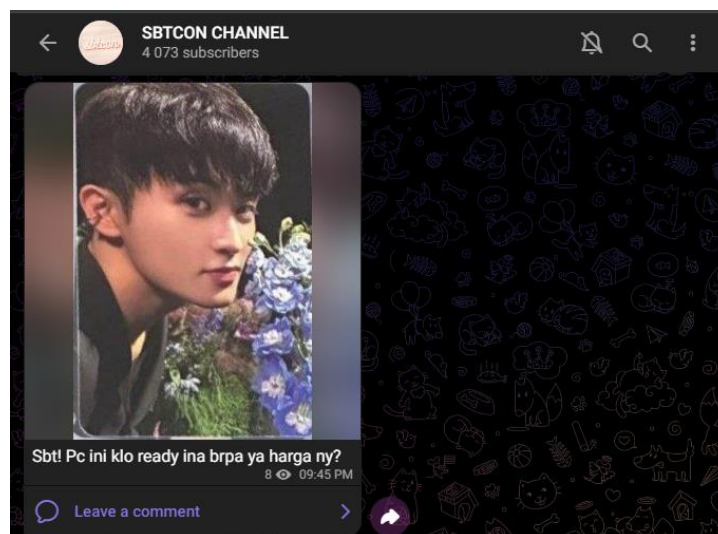 SBTCON CHANNEL
4 073 subscribers
Sbt! Pc ini klo ready ina brpa ya harga ny?
8 09:45 PM
Leave a comment